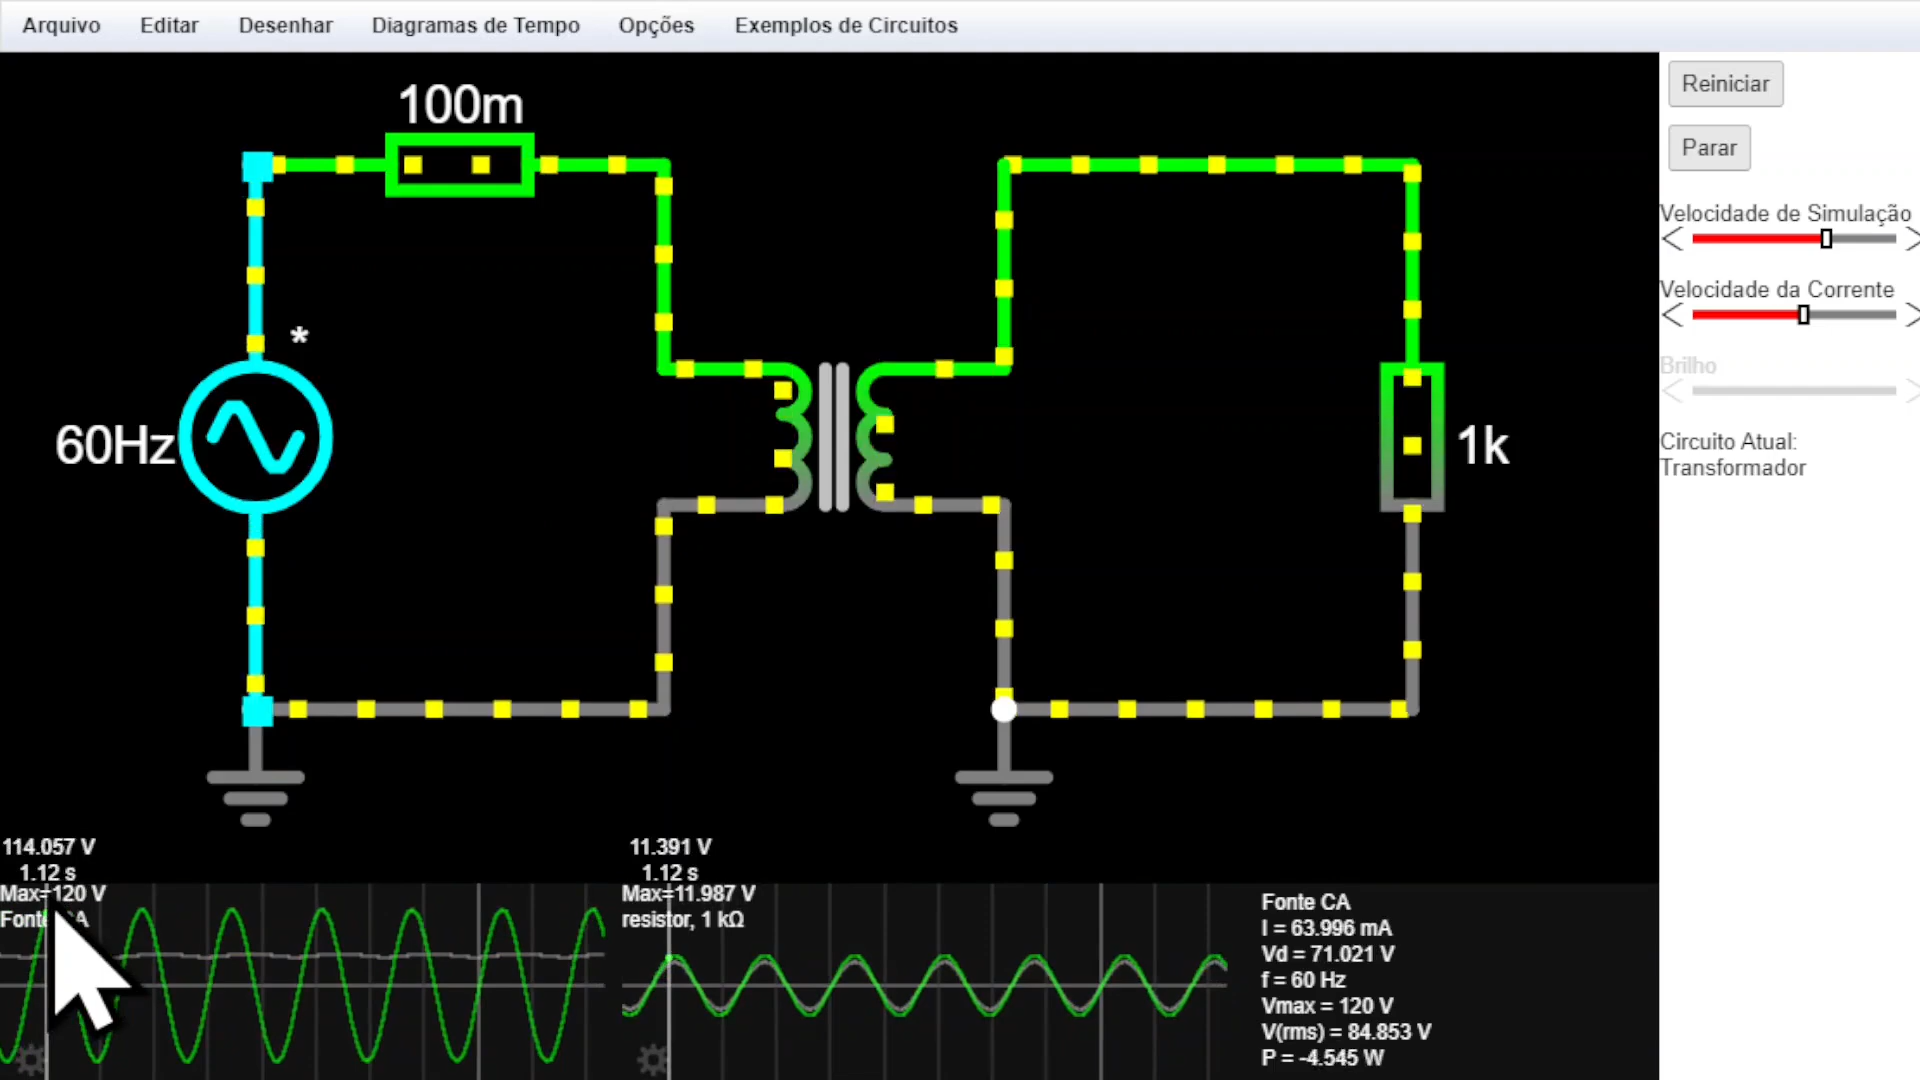 Arquivo Editar Desenhar Diagramas de Tempo Opções Exemplos de Circuitos
Reiniciar
Parar
Velocidade de Simulação
Velocidade da Corrente
Brilho
Circuito Atual:
Transformador
100m
*
60Hz
1k
114.057 V
1.12 s
Max=120 V
Fonte CA
11.391 V
1.12 s
Max=11.987 V
resistor, 1 kΩ
Fonte CA
I = 63.996 mA
Vd = 71.021 V
f = 60 Hz
Vmax = 120 V
V(rms) = 84.853 V
P = -4.545 W